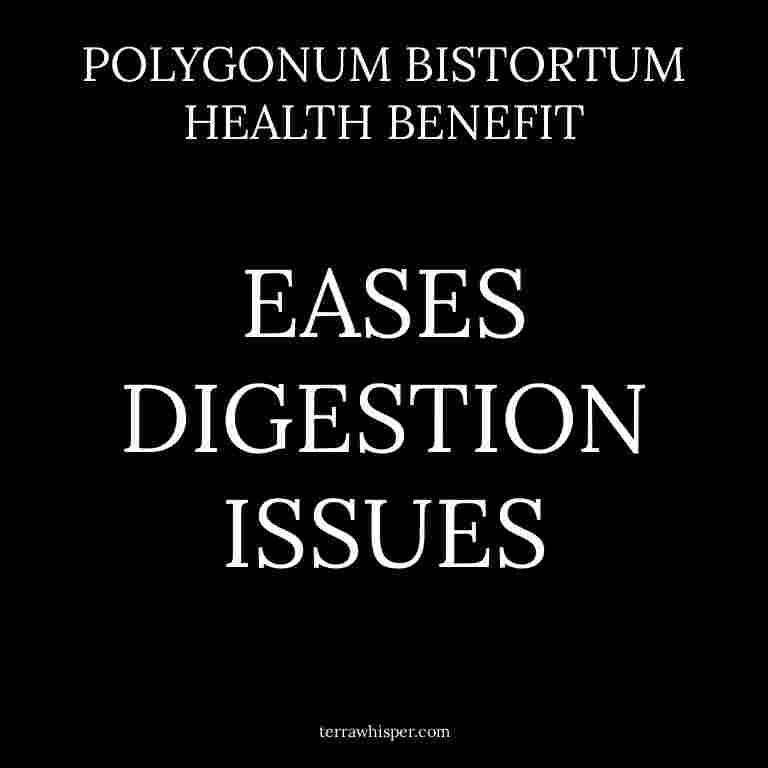 POLYGONUM BISTORTUM
HEALTH BENEFIT
EASES
DIGESTION
ISSUES
terrawhisper.com